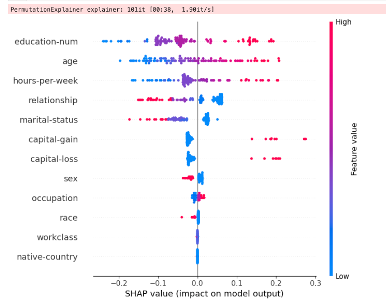 PermutationExplainer explainer: 101it [00:38, 1.90it/s]
High
education-num
age
hours-per-week
relationship
marital-status
capital-gain
capital-loss
sex
occupation
race
workclass
native-country
Feature value
Low
−0.2 −0.1 0.0 0.1 0.2 0.3
SHAP value (impact on model output)